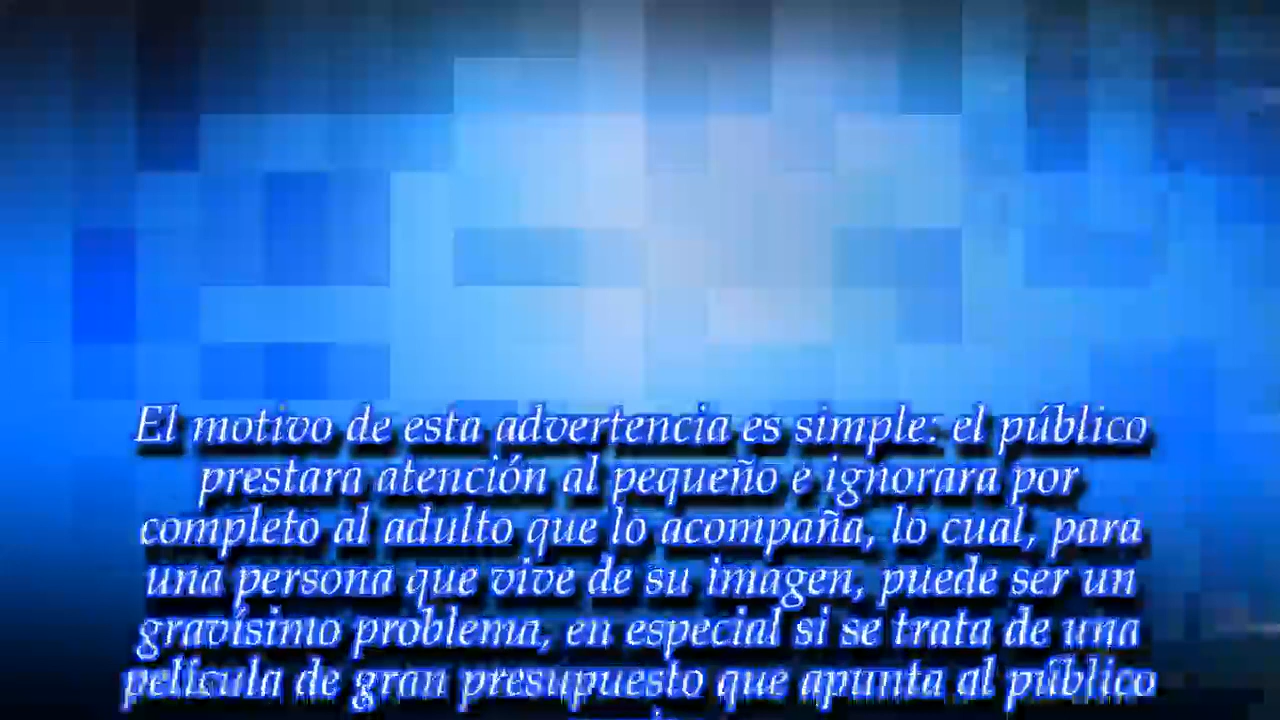 El motivo de esta advertencia es simple: el público
prestara atención al pequeño e ignorara por
completo al adulto que lo acompaña, lo cual, para
una persona que vive de su imagen, puede ser un
gravísimo problema, en especial si se trata de una
película de gran presupuesto que apunta al público